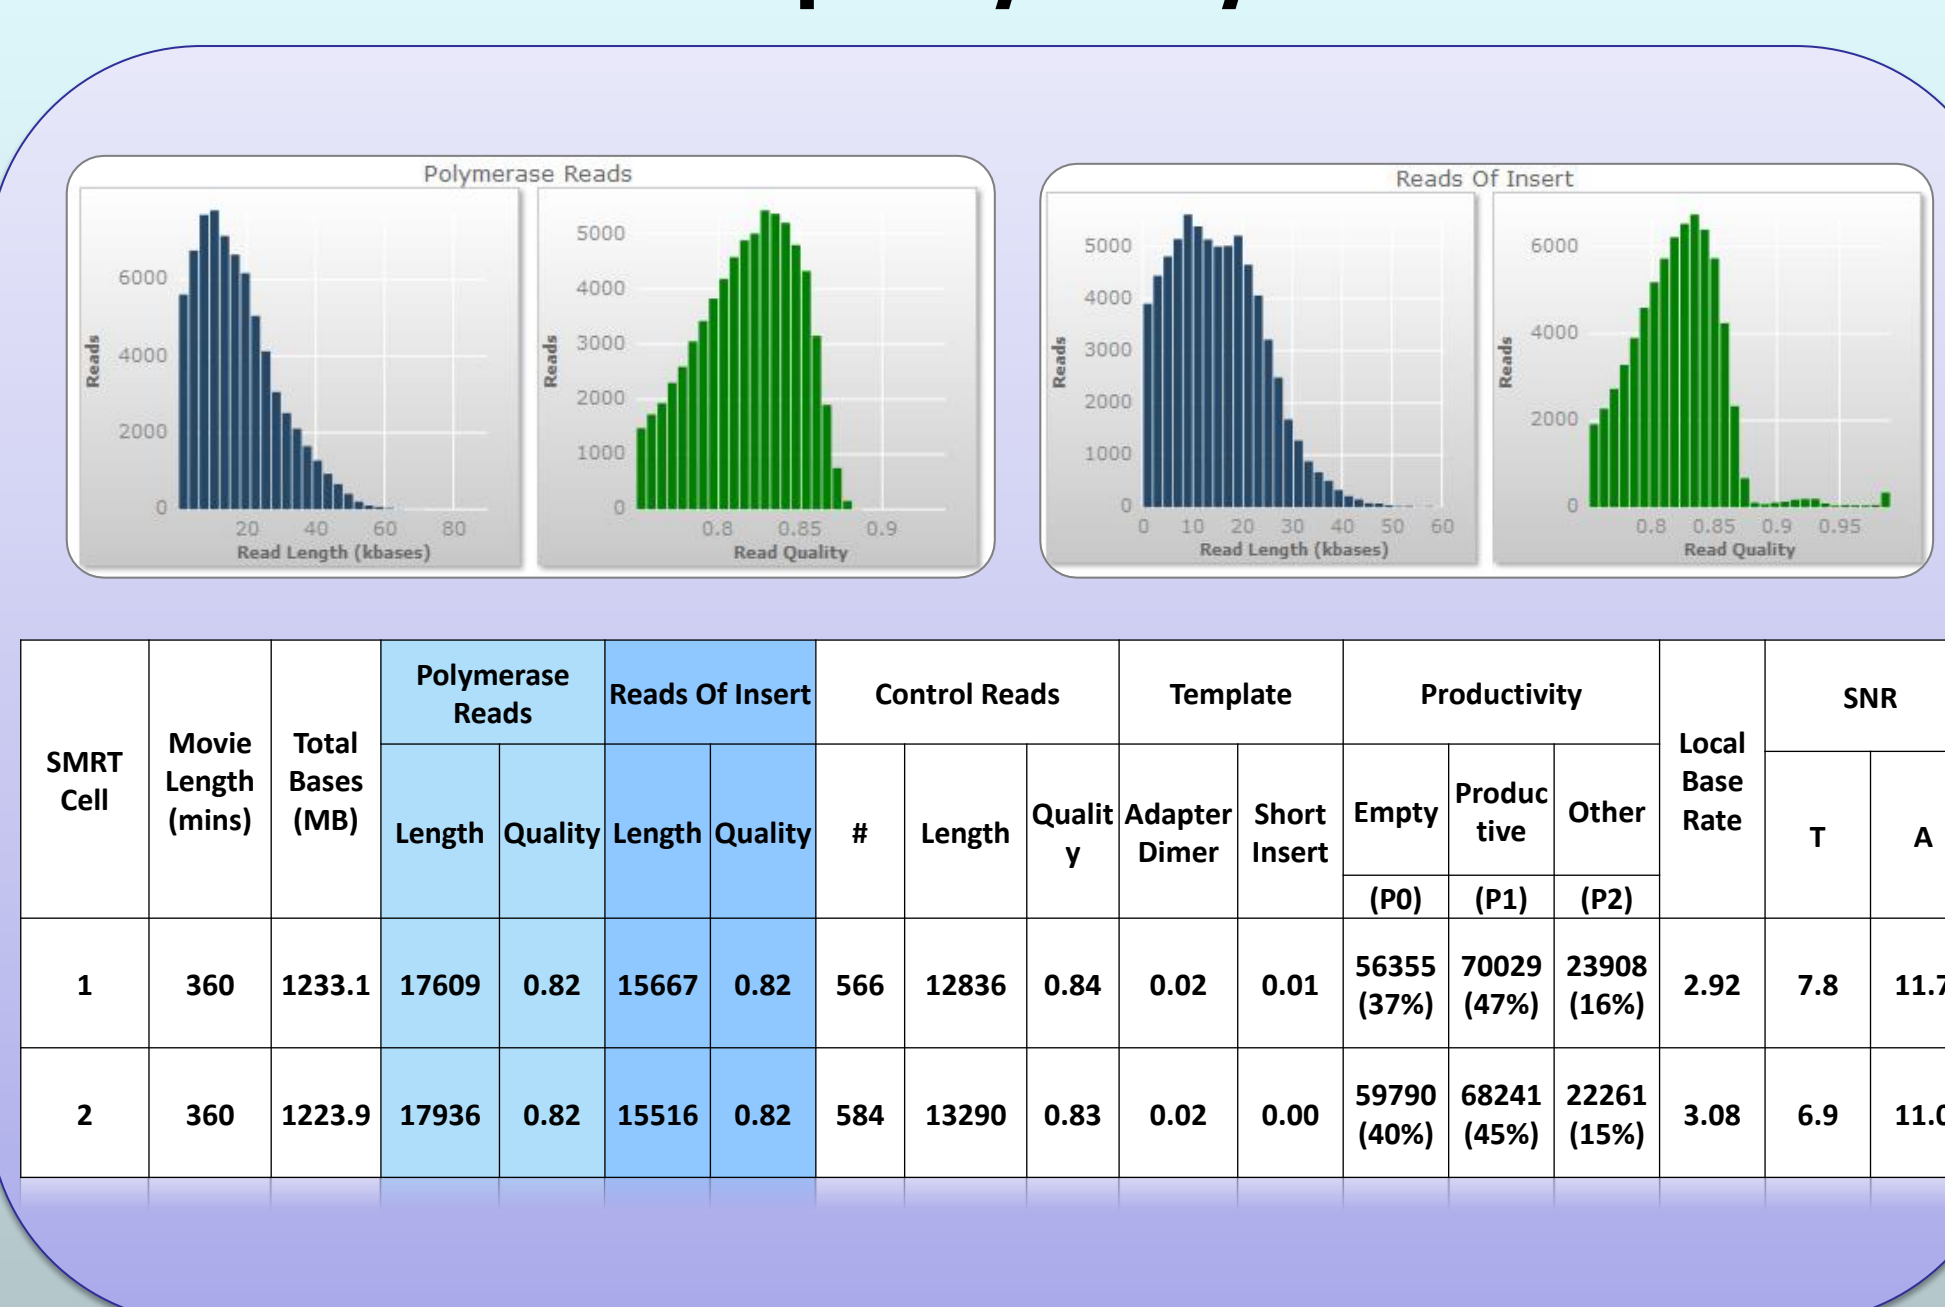 Polymerase Reads
Reads
6000
4000
2000
0
20 40 60 80
Read Length (kbases)
Reads
5000
4000
3000
2000
1000
0
0.8 0.85 0.9
Read Quality
Reads Of Insert
Reads
5000
4000
3000
2000
1000
0
0 10 20 30 40 50 60
Read Length (kbases)
Reads
6000
4000
2000
0
0.8 0.85 0.9 0.95
Read Quality
SMRT
Cell
Movie
Length
(mins)
Total
Bases
(MB)
Polymerase
Reads
Reads Of Insert
Control Reads
Template
Productivity
Local
Base
Rate
SNR
Length Quality Length Quality # Length
Qualit
y
Adapter
Dimer
Short
Insert
Empty
Produc
tive
Other
T A
(P0) (P1) (P2)
1 360 1233.1 17609 0.82 15667 0.82 566 12836 0.84 0.02 0.01
56355
(37%)
70029
(47%)
23908
(16%)
2.92 7.8 11.7
2 360 1223.9 17936 0.82 15516 0.82 584 13290 0.83 0.02 0.00
59790
(40%)
68241
(45%)
22261
(15%)
3.08 6.9 11.0